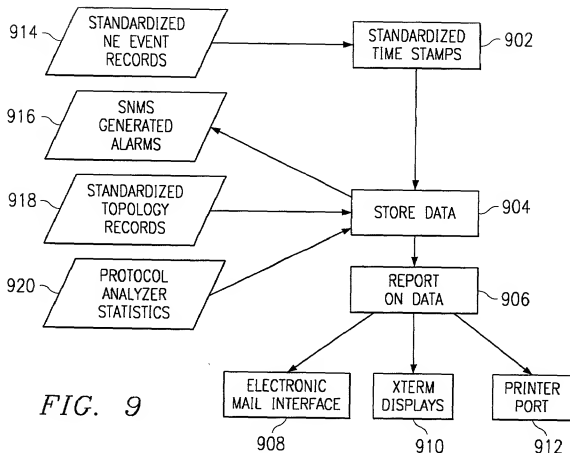 914
STANDARDIZED
NE EVENT
RECORDS
STANDARDIZED
TIME STAMPS
902
916
SNMS
GENERATED
ALARMS
918
STANDARDIZED
TOPOLOGY
RECORDS
STORE DATA
904
920
PROTOCOL
ANALYZER
STATISTICS
REPORT
ON DATA
906
ELECTRONIC
MAIL INTERFACE
XTERM
DISPLAYS
PRINTER
PORT
908
910
912
FIG. 9